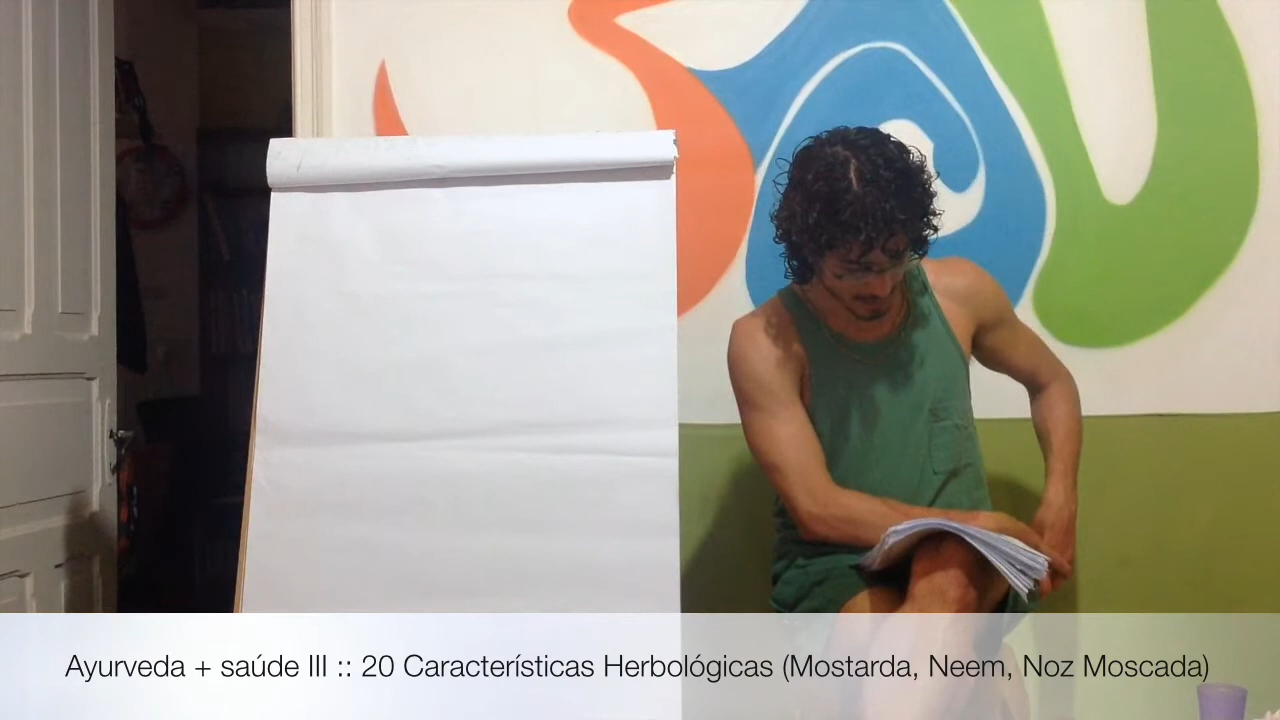 Ayurveda + saúde III :: 20 Características Herbológicas (Mostarda, Neem, Noz Moscada)